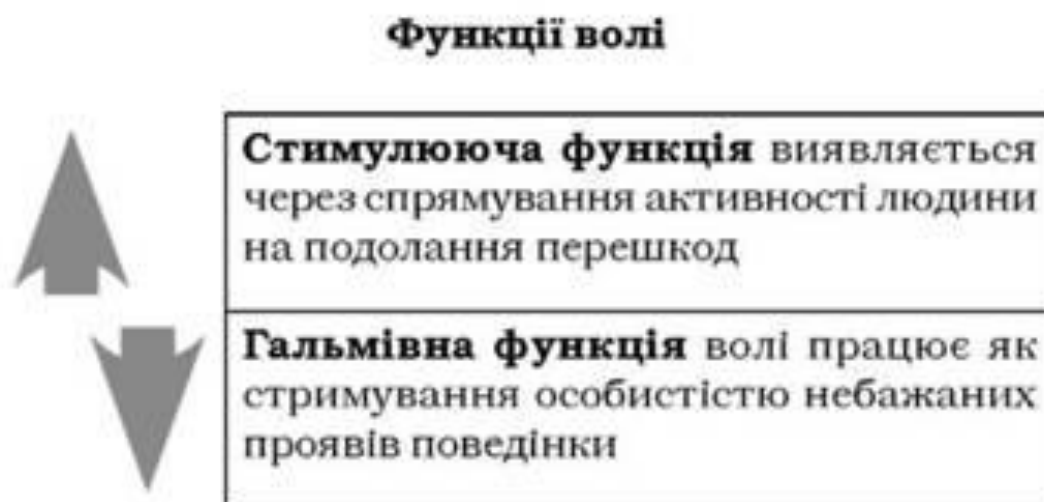 Функції волі
Стимулююча функція виявляється
через спрямування активності людини
на подолання перешкод
Гальмівна функція волі працює як
стримування особистістю небажаних
проявів поведінки